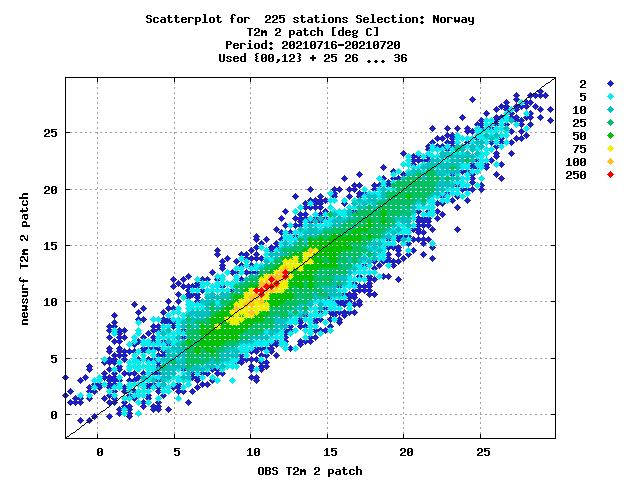 Scatterplot for  225 stations Selection: Norway
T2m 2 patch [deg C]
Period: 20210716-20210720
Used {00,12} + 25 26 ... 36
2
5
10
25
50
75
100
250
newsurf T2m 2 patch
25
20
15
10
5
0
0 5 10 15 20 25
OBS T2m 2 patch